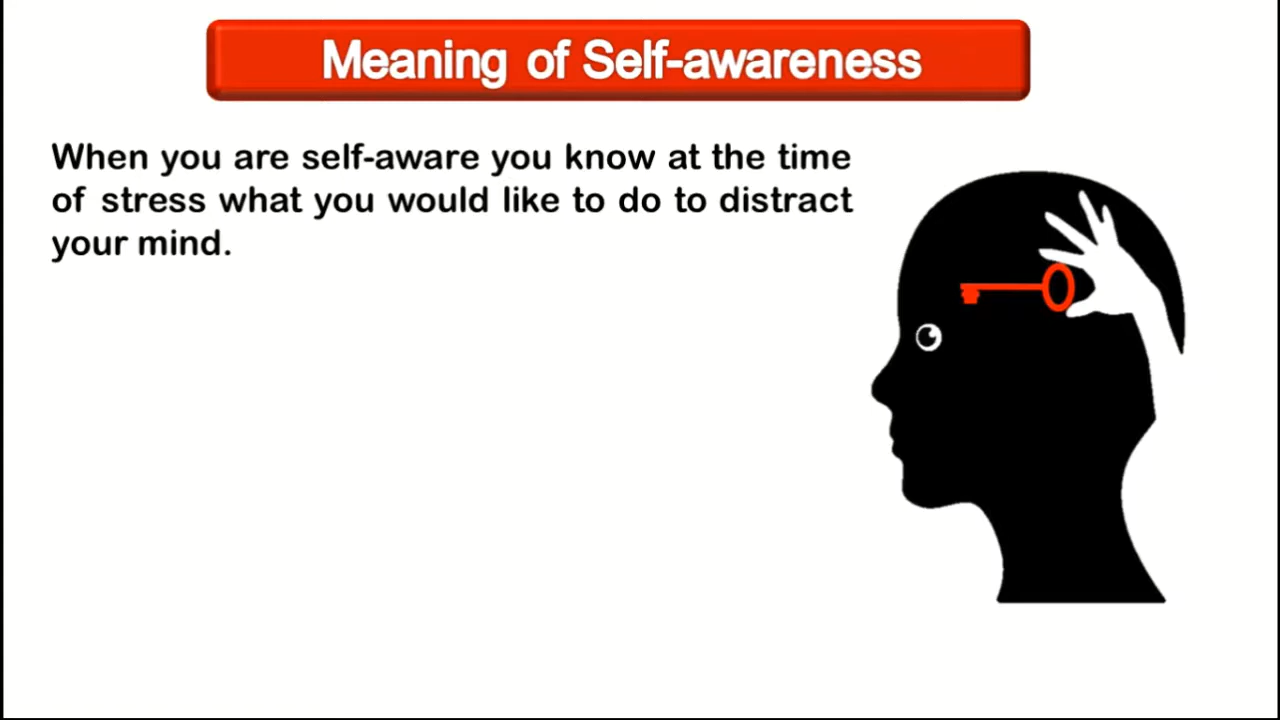 Meaning of Self-awareness
When you are self-aware you know at the time
of stress what you would like to do to distract
your mind.